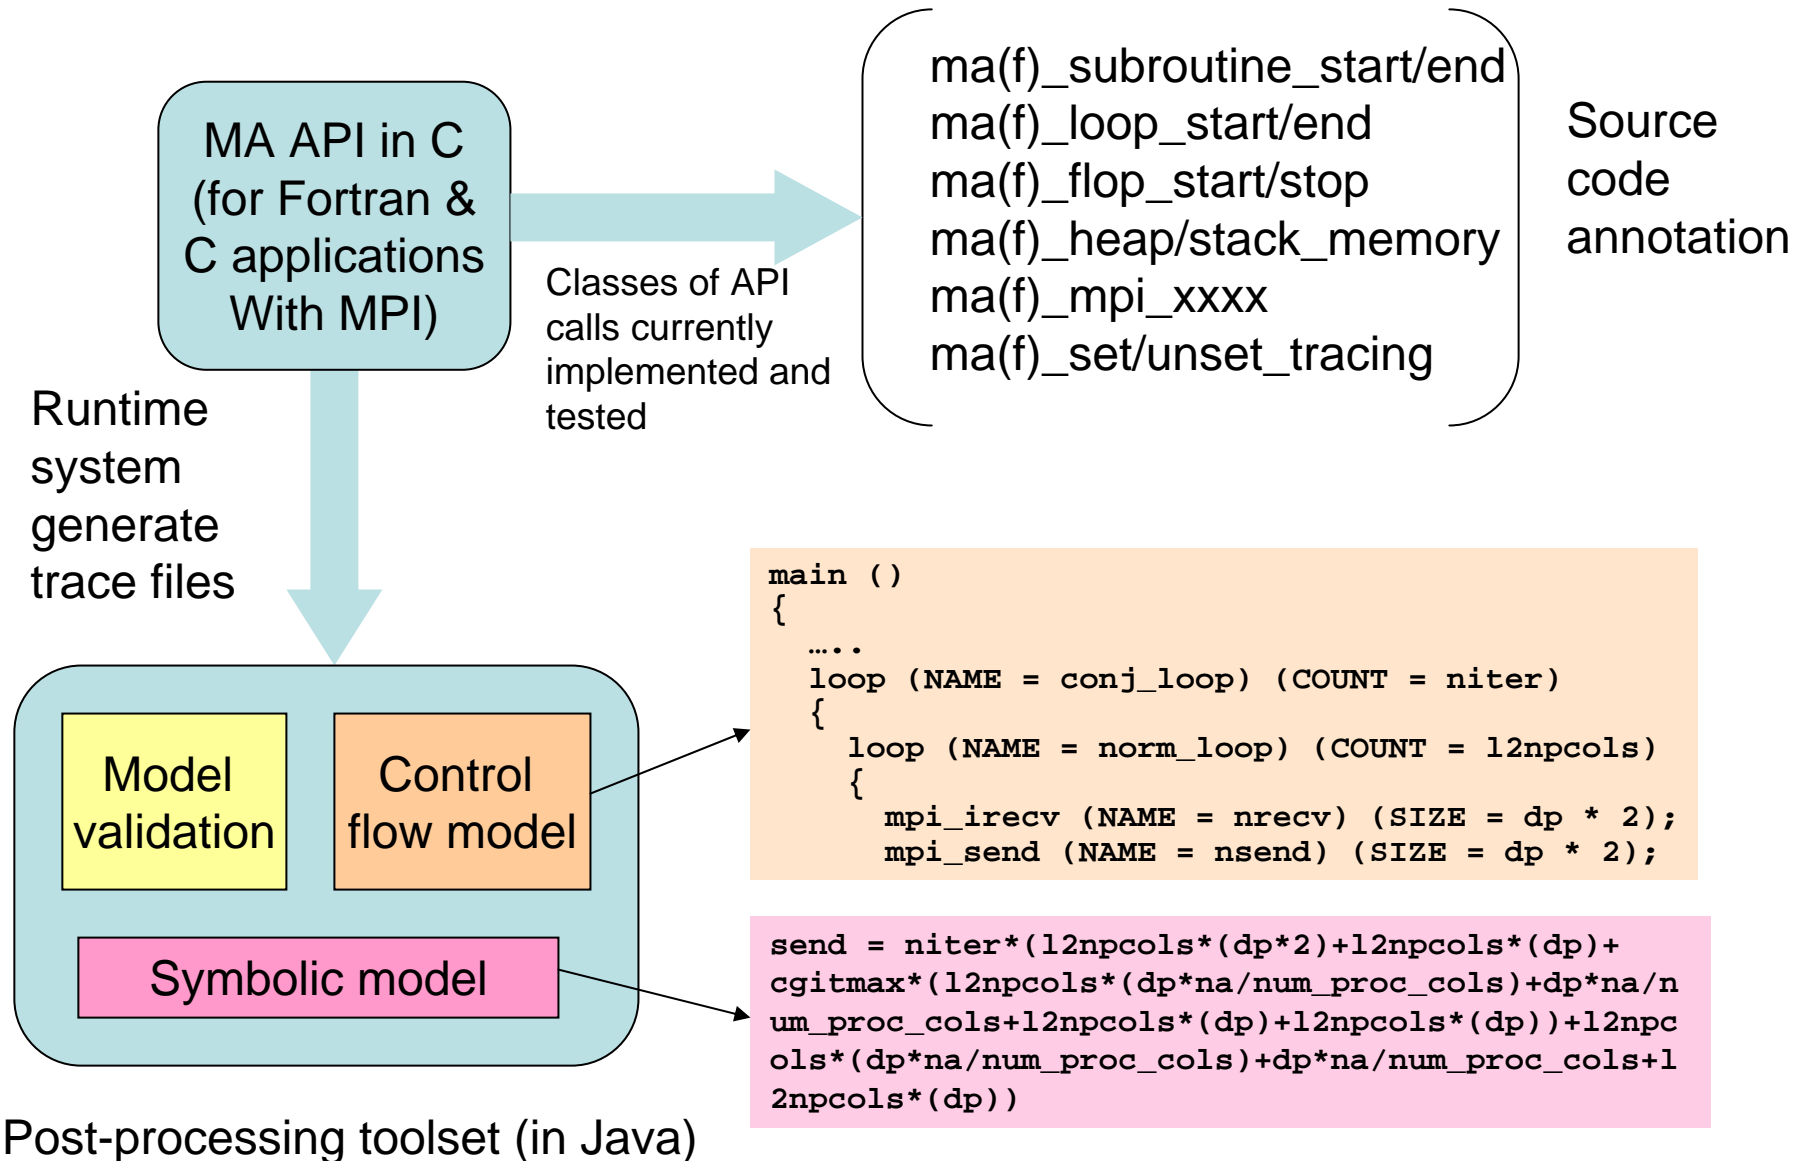 MA API in C
(for Fortran &
C applications
With MPI)
Classes of API
calls currently
implemented and
tested
ma(f)_subroutine_start/end
ma(f)_loop_start/end
ma(f)_flop_start/stop
ma(f)_heap/stack_memory
ma(f)_mpi_xxxx
ma(f)_set/unset_tracing
Source
code
annotation
Runtime
system
generate
trace files
Model
validation
Control
flow model
Symbolic model
main ()
{
…..
loop (NAME = conj_loop) (COUNT = niter)
{
loop (NAME = norm_loop) (COUNT = l2npcols)
{
mpi_irecv (NAME = nrecv) (SIZE = dp * 2);
mpi_send (NAME = nsend) (SIZE = dp * 2);
send = niter*(l2npcols*(dp*2)+l2npcols*(dp)+
cgitmax*(l2npcols*(dp*na/num_proc_cols)+dp*na/n
um_proc_cols+l2npcols*(dp)+l2npcols*(dp))+l2npc
ols*(dp*na/num_proc_cols)+dp*na/num_proc_cols+l
2npcols*(dp))
Post-processing toolset (in Java)